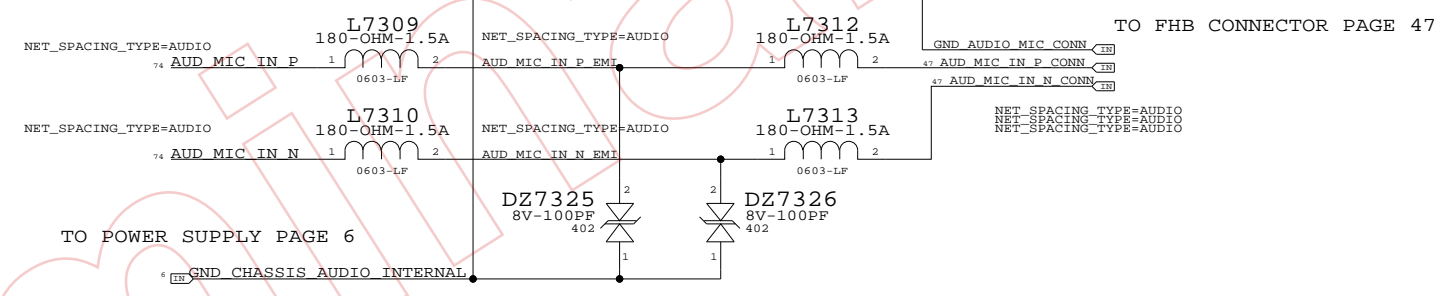 L7309
180-OHM-1.5A
NET_SPACING_TYPE=AUDIO
74 AUD_MIC_IN_P 1 2
0603-LF
NET_SPACING_TYPE=AUDIO
AUD_MIC_IN_P_EMI
L7312
180-OHM-1.5A
1 2
0603-LF
TO FHB CONNECTOR PAGE 47
GND_AUDIO_MIC_CONN IN
47 AUD_MIC_IN_P_CONN IN
47 AUD_MIC_IN_N_CONN IN
NET_SPACING_TYPE=AUDIO
NET_SPACING_TYPE=AUDIO
NET_SPACING_TYPE=AUDIO
L7310
180-OHM-1.5A
NET_SPACING_TYPE=AUDIO
74 AUD_MIC_IN_N 1 2
0603-LF
NET_SPACING_TYPE=AUDIO
AUD_MIC_IN_N_EMI
L7313
180-OHM-1.5A
1 2
0603-LF
DZ7325
8V-100PF
402
2
1
DZ7326
8V-100PF
402
2
1
TO POWER SUPPLY PAGE 6
6 IN GND_CHASSIS_AUDIO_INTERNAL